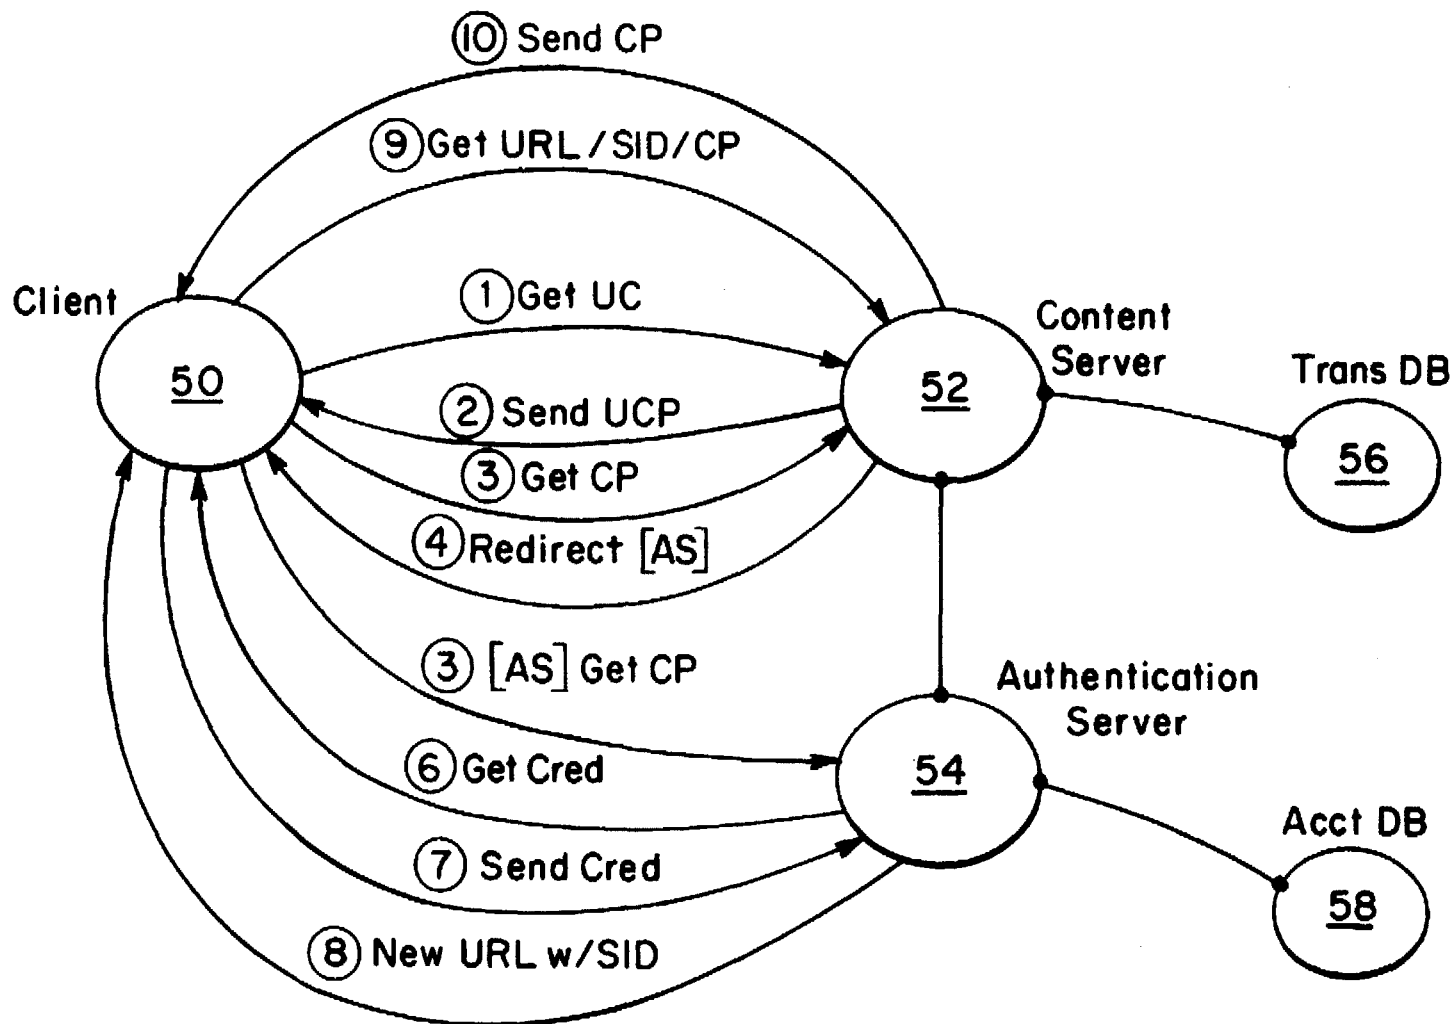 ⑩ Send CP
⑨ Get URL/SID/CP
Client
① Get UC
Content
Server
Trans DB
50
52
② Send UCP
56
③ Get CP
④ Redirect [AS]
③ [AS] Get CP
Authentication
Server
⑥ Get Cred
54
Acct DB
⑦ Send Cred
58
⑧ New URL w/SID